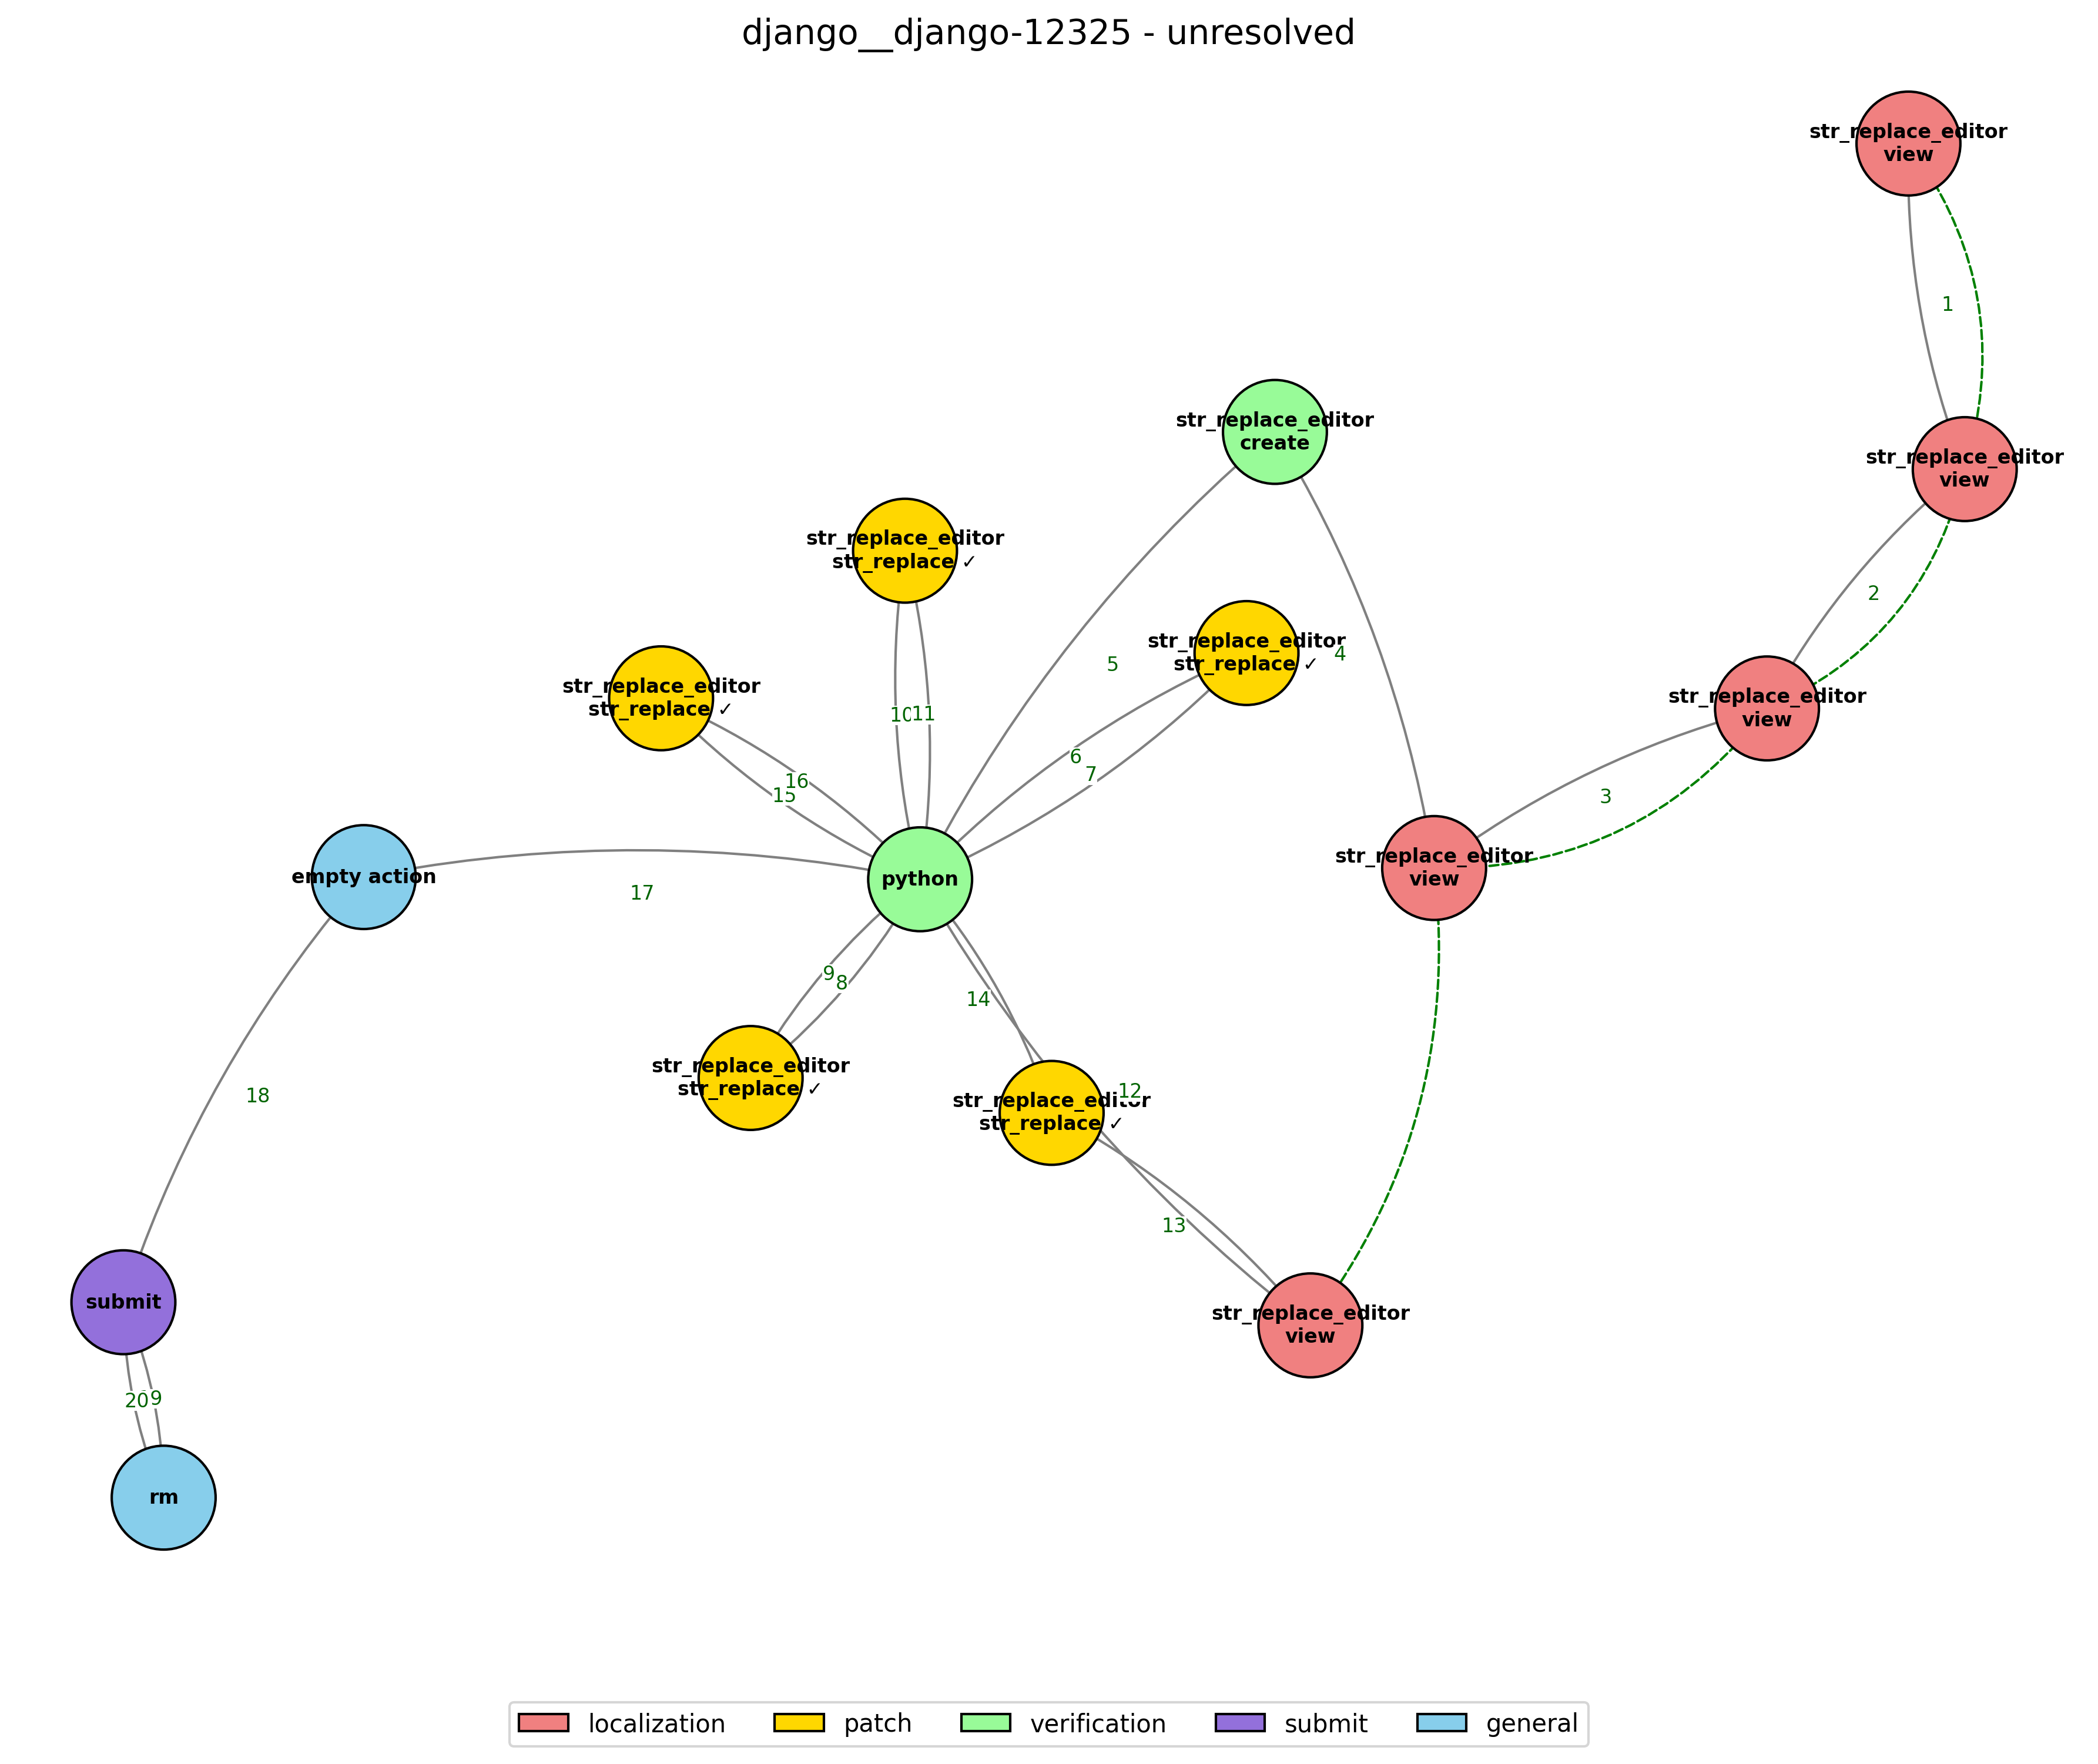 django__django-12325 - unresolved
str_replace_editor
view
1
str_replace_editor
create
str_replace_editor
view
str_replace_editor
str_replace ✓
2
str_replace_editor
str_replace ✓
4
5
str_replace_editor
str_replace ✓
str_replace_editor
view
10
11
6
7
16
15
3
empty action
17
python
str_replace_editor
view
9
8
14
str_replace_editor
str_replace ✓
18
12
str_replace_editor
str_replace ✓
13
submit
str_replace_editor
view
20
9
rm
localization
patch
verification
submit
general